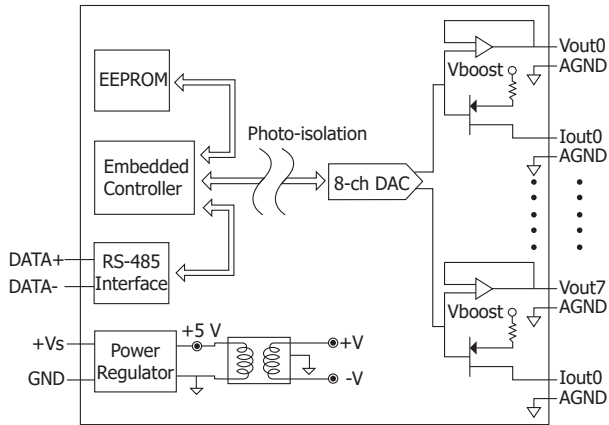 EEPROM
Embedded
Controller
RS-485
Interface
DATA+
DATA-
+Vs
GND
Power
Regulator
+5 V
+V
-V
Photo-isolation
8-ch DAC
Vboost
Vout0
AGND
Iout0
AGND
Vboost
Vout7
AGND
Iout0
AGND